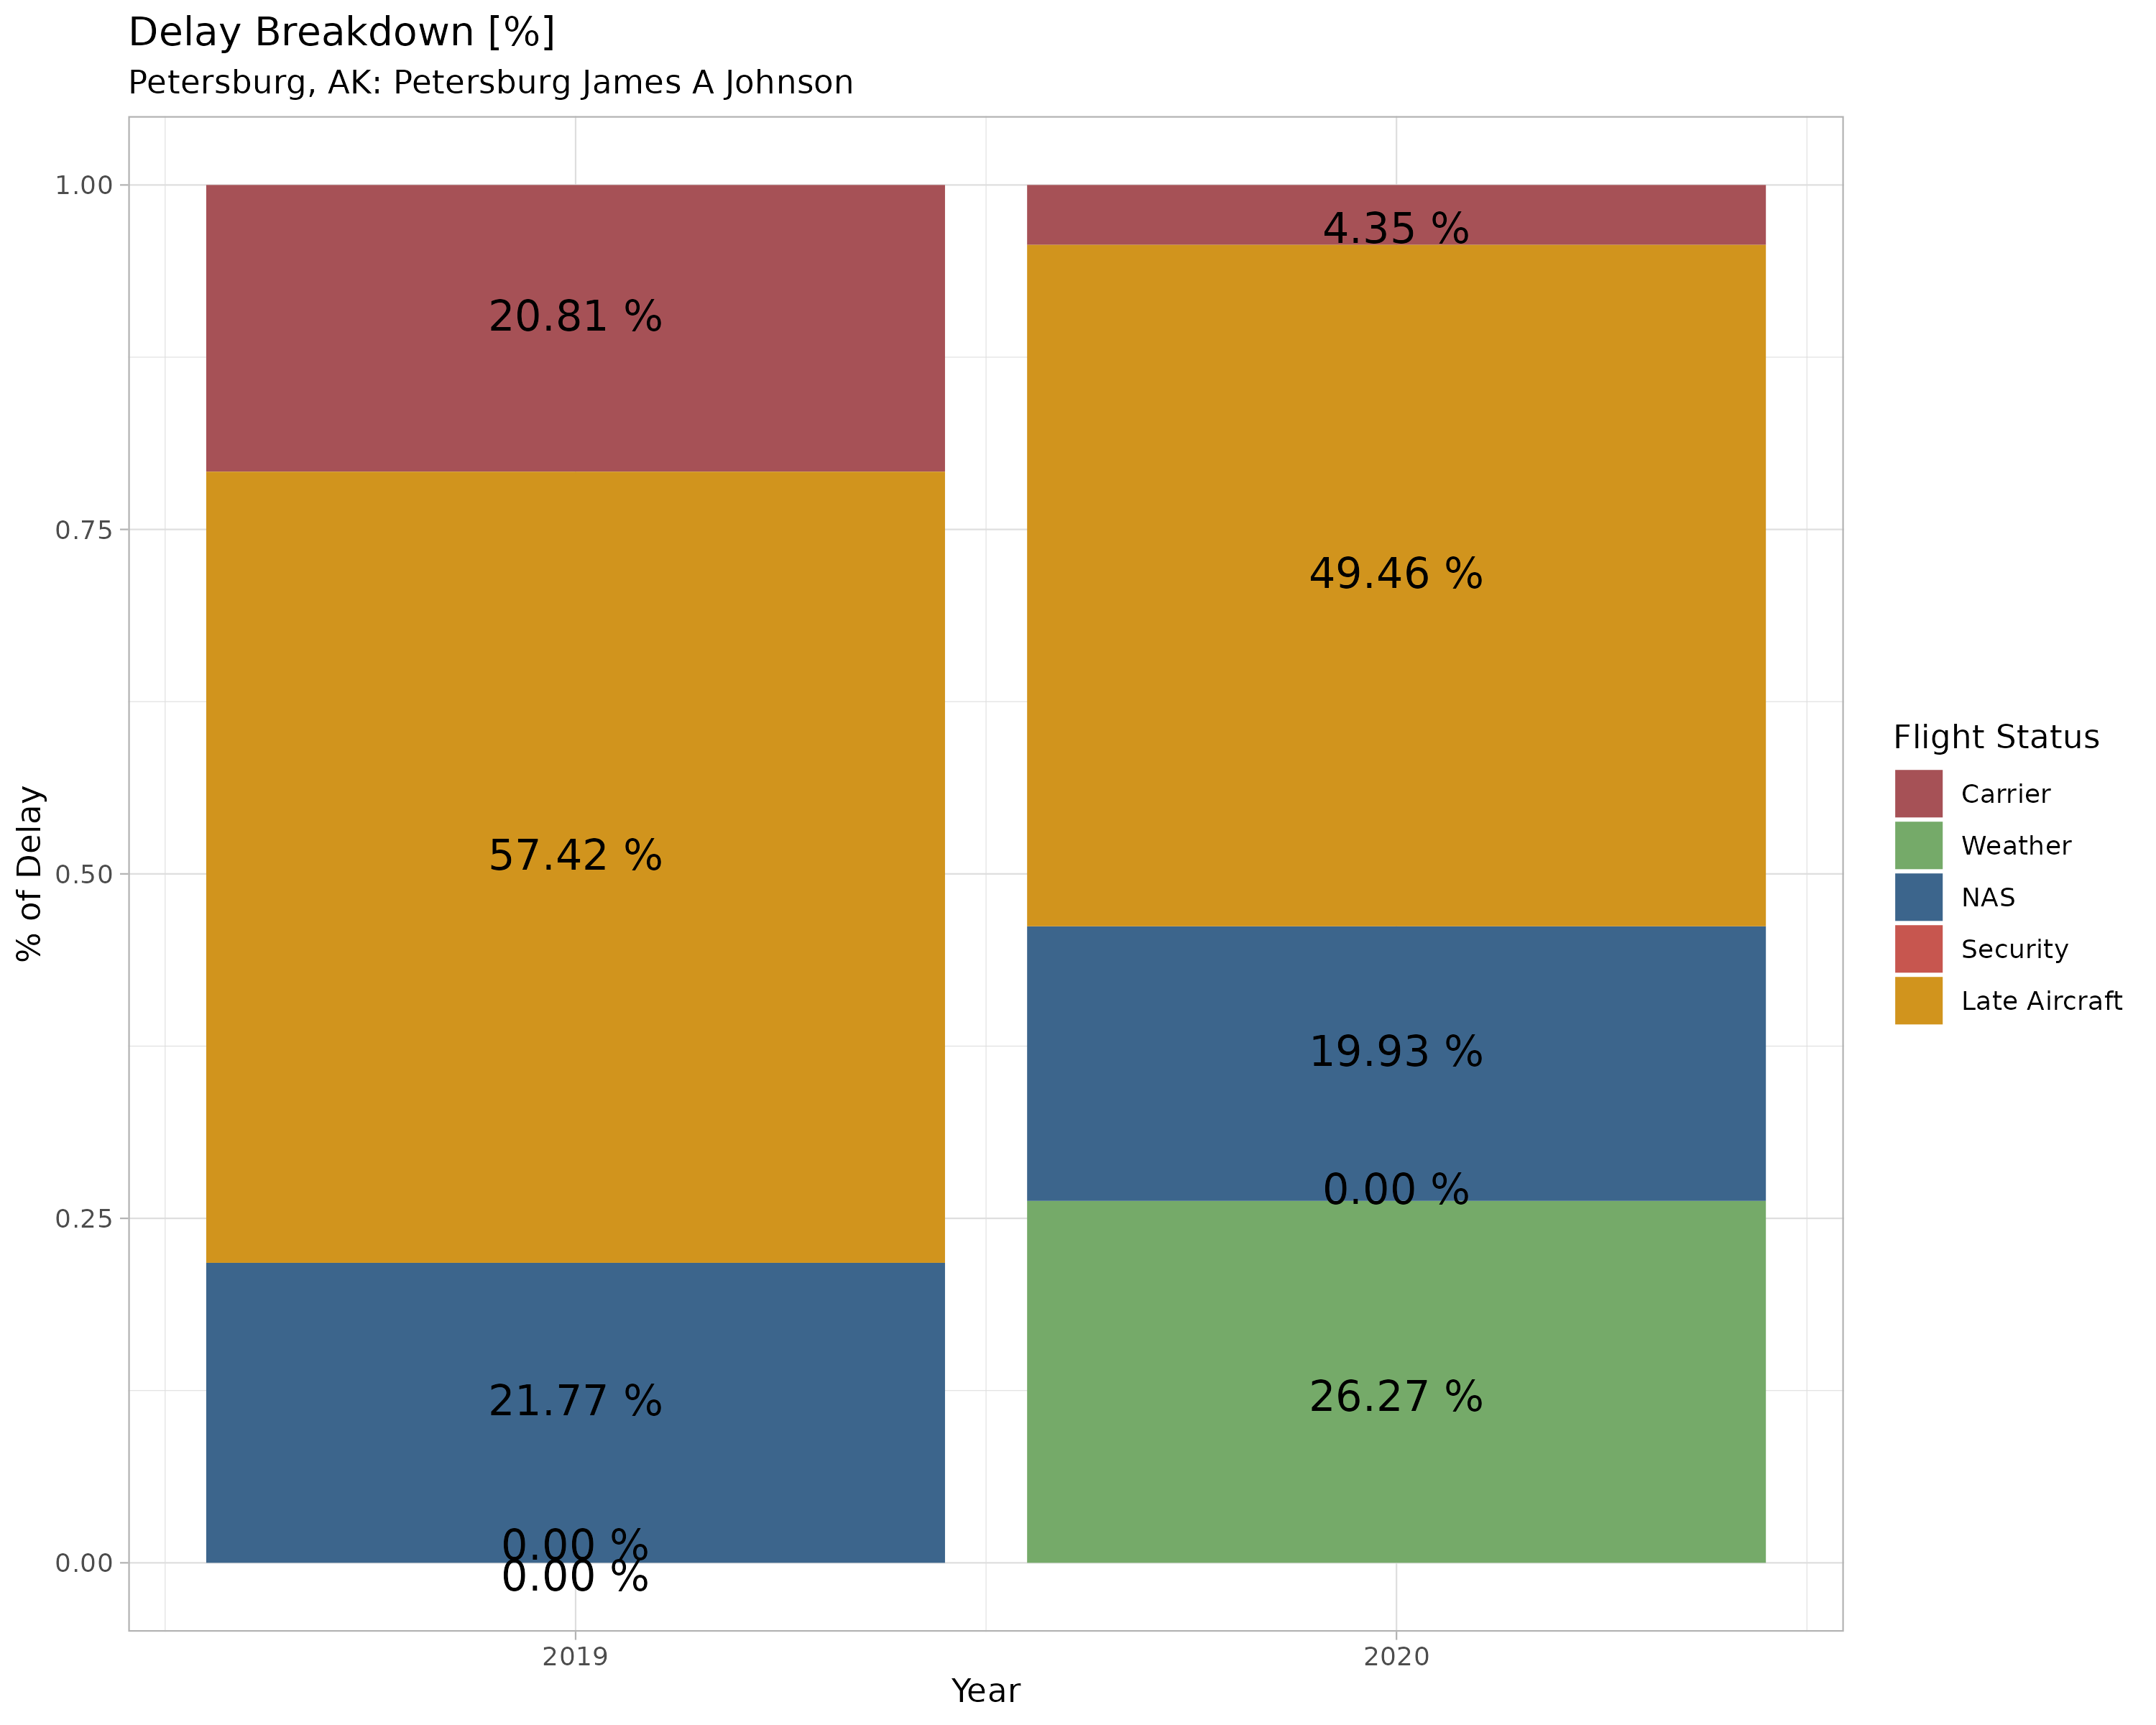 Delay Breakdown [%]
Petersburg, AK: Petersburg James A Johnson
% of Delay
1.00
0.75
0.50
0.25
0.00
20.81 %
57.42 %
21.77 %
0.00 %
0.00 %
4.35 %
49.46 %
19.93 %
0.00 %
26.27 %
2019
2020
Year
Flight Status
Carrier
Weather
NAS
Security
Late Aircraft